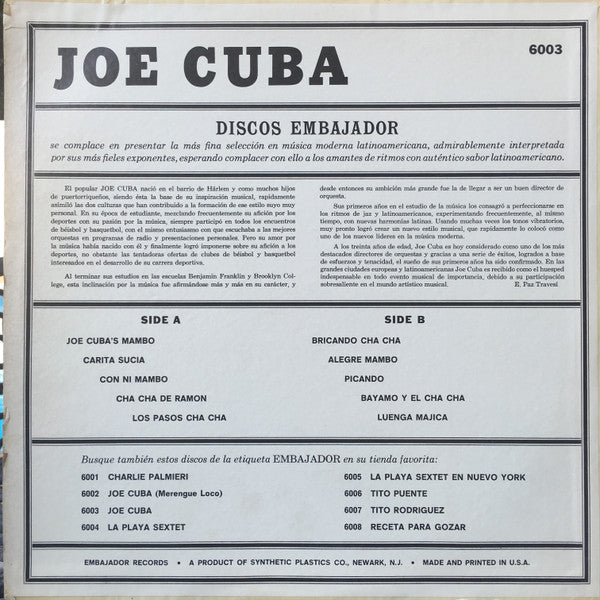 JOE CUBA
6003
DISCOS EMBAJADOR
se complace en presentar la más fina selección en música moderna latinoamericana, admirablemente interpretada
por sus más fieles exponentes, esperando complacer con ello a los amantes de ritmos con auténtico sabor latinoamericano.
El popular JOE CUBA nació en el barrio de Hárlem y como muchos hijos
de puertorriqueños, siendo ésta la base de su inspiración musical, rapidamente
asimiló las dos culturas que han contribuido a la formación de ese estilo suyo muy
personal. En su época de estudiante, mezclando frecuentemente su afición por los
deportes con su pasión por la música, siempre participó en todos los encuentros
de béisbol y basquetbol, con el mismo entusiasmo con que escuchaba a las mejores
orquestas en programas de radio y presentaciones personales. Pero su amor por
la música había nacido con él y finalmente logró imponerse sobre su afición a los
deportes, no obstante las tentadoras ofertas de clubes de béisbol y basquetbol
interesados en el desarrollo de su carrera deportiva.
Al terminar sus estudios en las escuelas Benjamin Franklin y Brooklyn Col-
lege, esta inclinación por la música fue afirmándose más y más en su carácter, y
desde entonces su ambición más grande fue la de llegar a ser un buen director de
orquesta.
Sus primeros años en el estudio de la música los consagró a perfeccionarse en
los ritmos de jaz y latinoamericanos, experimentando frecuentemente, al mismo
tiempo, con nuevas harmonías latinas. Usando muchas veces los tonos vibratorios,
muy pronto logró crear un nuevo estilo musical, que rapidamente lo colocó como
uno de los nuevos líderes en la música moderna.
A los treinta años de edad, Joe Cuba es hoy considerado como uno de los más
destacados directores de orquestas y gracias a una serie de éxitos, logrados a base
de esfuerzos y tenacidad, el sueño de sus primeros años ha sido confirmado. En las
grandes ciudades europeas y latinoamericanas Joe Cuba es recibido como el huesped
independensable en todo evento musical de importancia, debido a su participación
sobresaliente en el mundo artístico musical.
E. Paz Travesi
SIDE A
JOE CUBA'S MAMBO
CARITA SUCIA
CON NI MAMBO
CHA CHA DE RAMON
LOS PASOS CHA CHA
SIDE B
BRICANDO CHA CHA
ALEGRE MAMBO
PICANDO
BAYAMO Y EL CHA CHA
LUENGA MAJICA
Busque también estos discos de la etiqueta EMBAJADOR en su tienda favorita:
6001 CHARLIE PALMIERI
6002 JOE CUBA (Merengue Loco)
6003 JOE CUBA
6004 LA PLAYA SEXTET
6005 LA PLAYA SEXTET EN NUEVO YORK
6006 TITO PUENTE
6007 TITO RODRIGUEZ
6008 RECETA PARA GOZAR
EMBAJADOR RECORDS • A PRODUCT OF SYNTHETIC PLASTICS CO., NEWARK, N.J. • MADE AND PRINTED IN U.S.A.